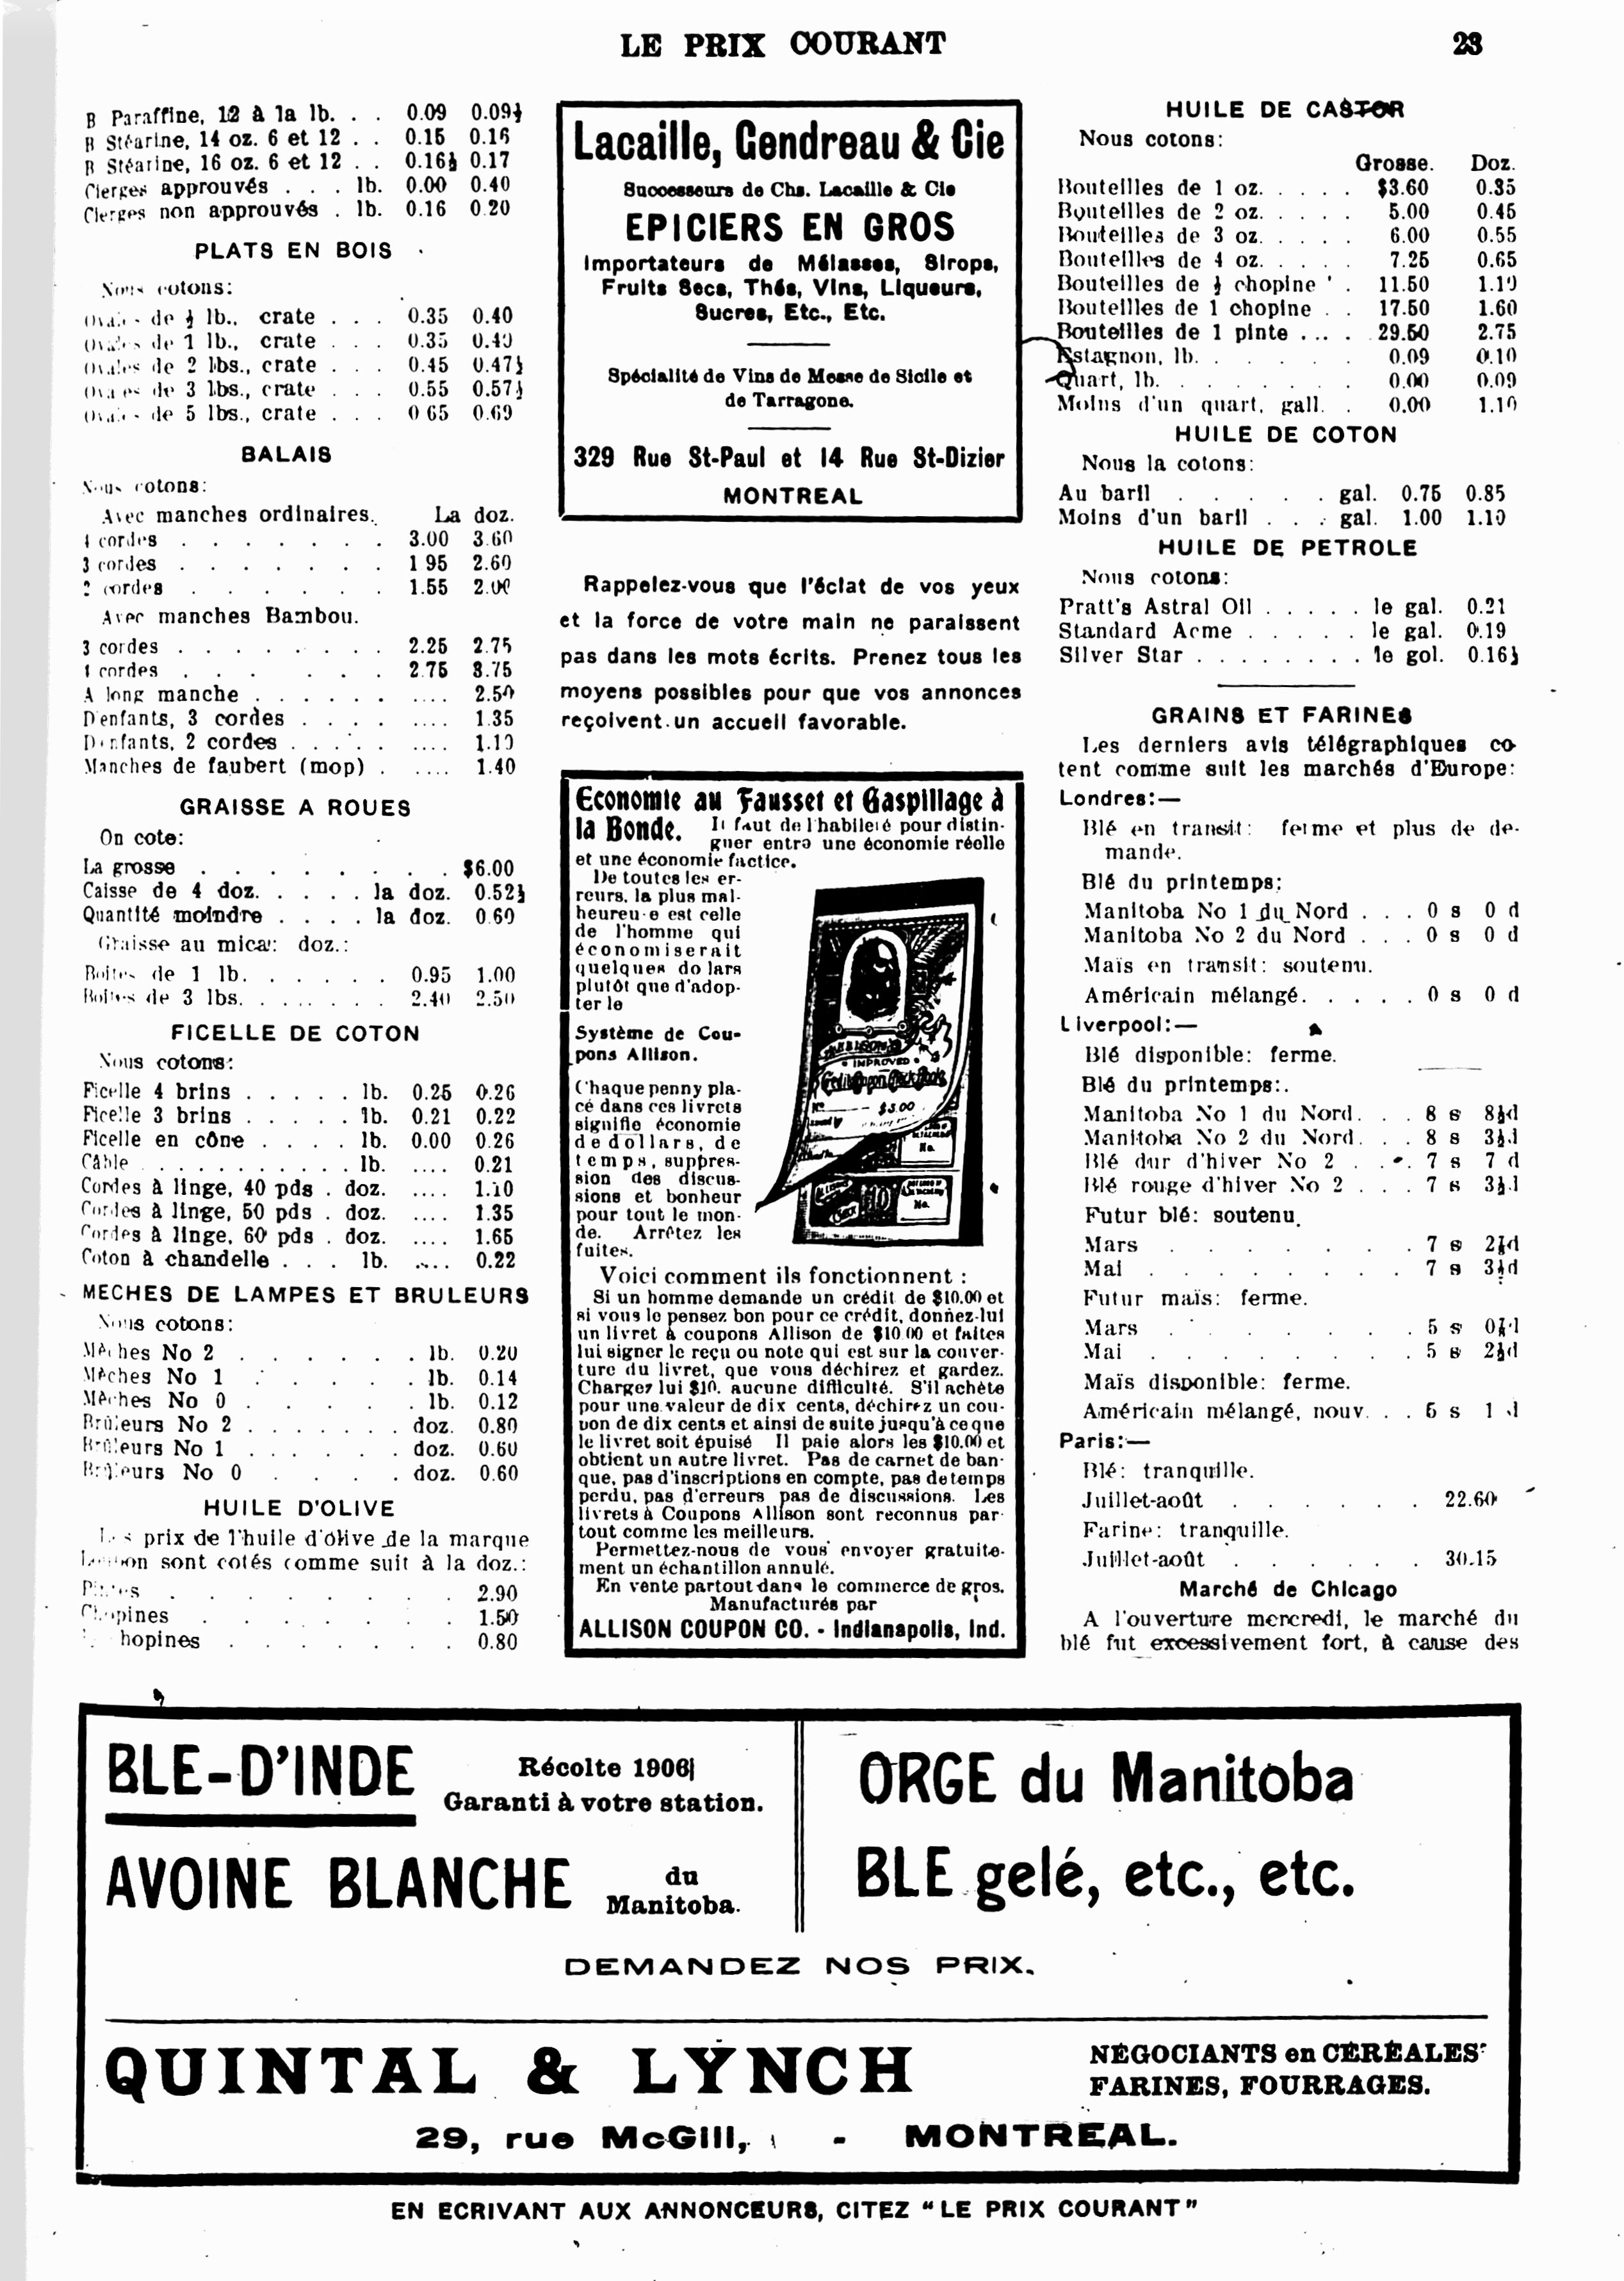 LE PRIX COURANT
23
B Paraffine, 12 à la lb. . . 0.09 0.09½
B Stéarine, 14 oz. 6 et 12 . . 0.15 0.16
B Stéarine, 16 oz. 6 et 12 . . 0.16½ 0.17
Cierges approuvés . . . lb. 0.00 0.40
Cierges non approuvés . lb. 0.16 0.20
PLATS EN BOIS
Nous cotons:
Ovales de ½ lb., crate . . . 0.35 0.40
Ovales de 1 lb., crate . . . 0.35 0.40
Ovales de 2 lbs., crate . . . 0.45 0.47½
Ovales de 3 lbs., crate . . . 0.55 0.57½
Ovales de 5 lbs., crate . . . 0 65 0.69
BALAIS
Nous cotons:
Avec manches ordinaires. La doz.
4 cordes . . . . . . . 3.00 3.60
3 cordes . . . . . . . 1 95 2.60
2 cordes . . . . . . 1.55 2.00
Avec manches Bambou.
3 cordes . . . . . . . . 2.25 2.75
4 cordes . . . . . . 2.75 3.75
A long manche . . . . . . .... 2.50
D'enfants, 3 cordes . . . . .... 1.35
D'enfants, 2 cordes . . . . . .... 1.10
Manches de faubert (mop) . .... 1.40
GRAISSE A ROUES
On cote:
La grosse . . . . . . . . $6.00
Caisse de 4 doz. . . . . la doz. 0.52½
Quantité moindre . . . . la doz. 0.60
Graisse au mica: doz.:
Boîtes de 1 lb. . . . . . . 0.95 1.00
Boîtes de 3 lbs. . . . . . . 2.40 2.50
FICELLE DE COTON
Nous cotons:
Ficelle 4 brins . . . . . lb. 0.25 0.26
Ficelle 3 brins . . . . . lb. 0.21 0.22
Ficelle en cône . . . . lb. 0.00 0.26
Câble . . . . . . . . . . lb. .... 0.21
Cordes à linge, 40 pds . doz. .... 1.10
Cordes à linge, 50 pds . doz. .... 1.35
Cordes à linge, 60 pds . doz. .... 1.65
Coton à chandelle . . . lb. .... 0.22
MECHES DE LAMPES ET BRULEURS
Nous cotons:
Mèches No 2 . . . . . . lb. 0.20
Mèches No 1 . . . . . lb. 0.14
Mèches No 0 . . . . . lb. 0.12
Brûleurs No 2 . . . . . . doz. 0.80
Brûleurs No 1 . . . . . . doz. 0.60
Brûleurs No 0 . . . . doz. 0.60
HUILE D'OLIVE
Les prix de l'huile d'olive de la marque
sont cotés comme suit à la doz.:
Pintes . . . . . . . 2.90
Chopines . . . . . . . 1.50
hopines . . . . . . 0.80
Lacaille, Gendreau & Cie
Successeurs de Chs. Lacaille & Cie
EPICIERS EN GROS
Importateurs de Mélasses, Sirops,
Fruits Secs, Thés, Vins, Liqueurs,
Sucres, Etc., Etc.
Spécialité de Vins de Messe de Sicile et
de Tarragone.
329 Rue St-Paul et 14 Rue St-Dizier
MONTREAL
Rappelez-vous que l'éclat de vos yeux
et la force de votre main ne paraissent
pas dans les mots écrits. Prenez tous les
moyens possibles pour que vos annonces
reçoivent un accueil favorable.
Economie au Fausset et Gaspillage à
la Bonde. Il faut de l'habileté pour distin-
guer entre une économie réelle
et une économie factice.
De toutes les er-
reurs, la plus mal-
heureu e est celle
de l'homme qui
économiserait
quelques do lars
plutôt que d'adop-
ter le
Système de Cou-
pons Allison.
Chaque penny pla-
cé dans ces livrets
signifie économie
de dollars, de
temps, suppres-
sion des discus-
sions et bonheur
pour tout le mon-
de. Arrêtez les
fuites.
IMPROVED
$5.00
No.
10
No.
Voici comment ils fonctionnent :
Si un homme demande un crédit de $10.00 et
si vous le pensez bon pour ce crédit, donnez-lui
un livret à coupons Allison de $10 00 et faites
lui signer le reçu ou note qui est sur la couver-
ture du livret, que vous déchirez et gardez.
Chargez lui $10. aucune difficulté. S'il achète
pour une valeur de dix cents, déchirez un cou-
pon de dix cents et ainsi de suite jusqu'à ce que
le livret soit épuisé Il paie alors les $10.00 et
obtient un autre livret. Pas de carnet de ban-
que, pas d'inscriptions en compte, pas de temps
perdu, pas d'erreurs pas de discussions. Les
livrets à Coupons Allison sont reconnus par-
tout comme les meilleurs.
Permettez-nous de vous envoyer gratuite-
ment un échantillon annulé.
En vente partout dans le commerce de gros.
Manufacturés par
ALLISON COUPON CO. - Indianapolis, Ind.
HUILE DE CASTOR
Nous cotons:
Grosse. Doz.
Bouteilles de 1 oz. . . . . $3.60 0.35
Bouteilles de 2 oz. . . . . 5.00 0.45
Bouteilles de 3 oz. . . . . 6.00 0.55
Bouteilles de 4 oz. . . . . 7.25 0.65
Bouteilles de ½ chopine . 11.50 1.10
Bouteilles de 1 chopine . . 17.50 1.60
Bouteilles de 1 pinte . . . . 29.50 2.75
Estagnon, lb. . . . . . . 0.09 0.10
Quart, lb. . . . . . . . 0.00 0.09
Moins d'un quart, gall. . 0.00 1.10
HUILE DE COTON
Nous la cotons:
Au baril . . . . . . gal. 0.75 0.85
Moins d'un baril . . . gal. 1.00 1.10
HUILE DE PETROLE
Nous cotons:
Pratt's Astral Oil . . . . . le gal. 0.21
Standard Acme . . . . . le gal. 0.19
Silver Star . . . . . . . . le gol. 0.16½
GRAINS ET FARINES
Les derniers avis télégraphiques co-
tent comme suit les marchés d'Europe:
Londres:—
Blé en transit: ferme et plus de de-
mande.
Blé du printemps:
Manitoba No 1 du Nord . . . 0 s 0 d
Manitoba No 2 du Nord . . . 0 s 0 d
Maïs en transit: soutenu.
Américain mélangé. . . . . 0 s 0 d
Liverpool:—
Blé disponible: ferme.
Blé du printemps:.
Manitoba No 1 du Nord. . . 8 s 8½d
Manitoba No 2 du Nord. . . 8 s 3½d
Blé dur d'hiver No 2 . . . 7 s 7 d
Blé rouge d'hiver No 2 . . . 7 s 3½d
Futur blé: soutenu.
Mars . . . . . . . . 7 s
Mai . . . . . . . . 7 s
Futur maïs: ferme.
Mars . . . . . . . 5 s
Mai . . . . . . . . 5 s
Maïs disponible: ferme.
Américain mélangé, nouv. . . 5 s 1 d
Paris:—
Blé: tranquille.
Juillet-août . . . . . . 22.60
Farine: tranquille.
Juillet-août . . . . . . 30.15
Marché de Chicago
A l'ouverture mercredi, le marché du
blé fut excessivement fort, à cause des
BLE-D'INDE
Récolte 1906
Garanti à votre station.
AVOINE BLANCHE
du
Manitoba.
ORGE du Manitoba
BLE gelé, etc., etc.
DEMANDEZ NOS PRIX.
QUINTAL & LYNCH
NÉGOCIANTS en CÉRÉALES
FARINES, FOURRAGES.
29, rue McGill, - MONTREAL.
EN ECRIVANT AUX ANNONCEURS, CITEZ "LE PRIX COURANT"